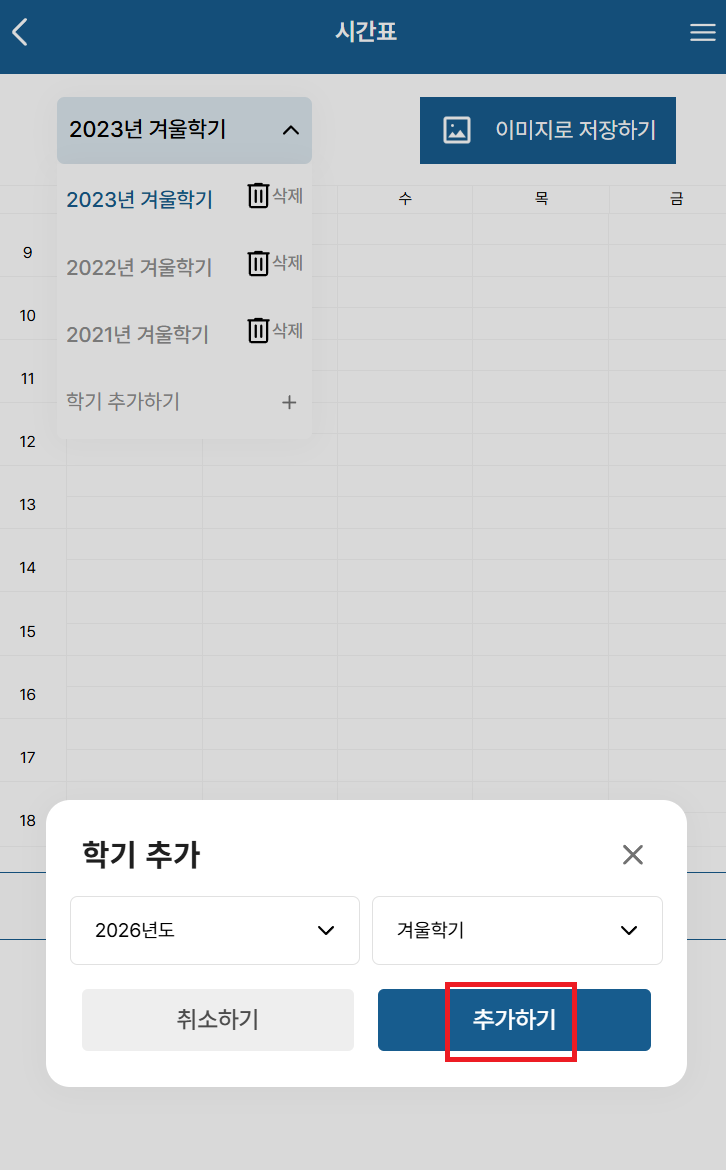 시간표
2023년 겨울학기
이미지로 저장하기
2023년 겨울학기 삭제
수 목 금
2022년 겨울학기 삭제
2021년 겨울학기 삭제
학기 추가하기 +
9
10
11
12
13
14
15
16
17
18
학기 추가
2026년도
겨울학기
취소하기
추가하기